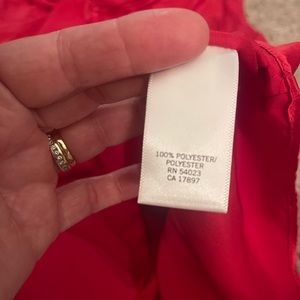 100% POLYESTER/
POLYESTER
RN 54023
CA 17897